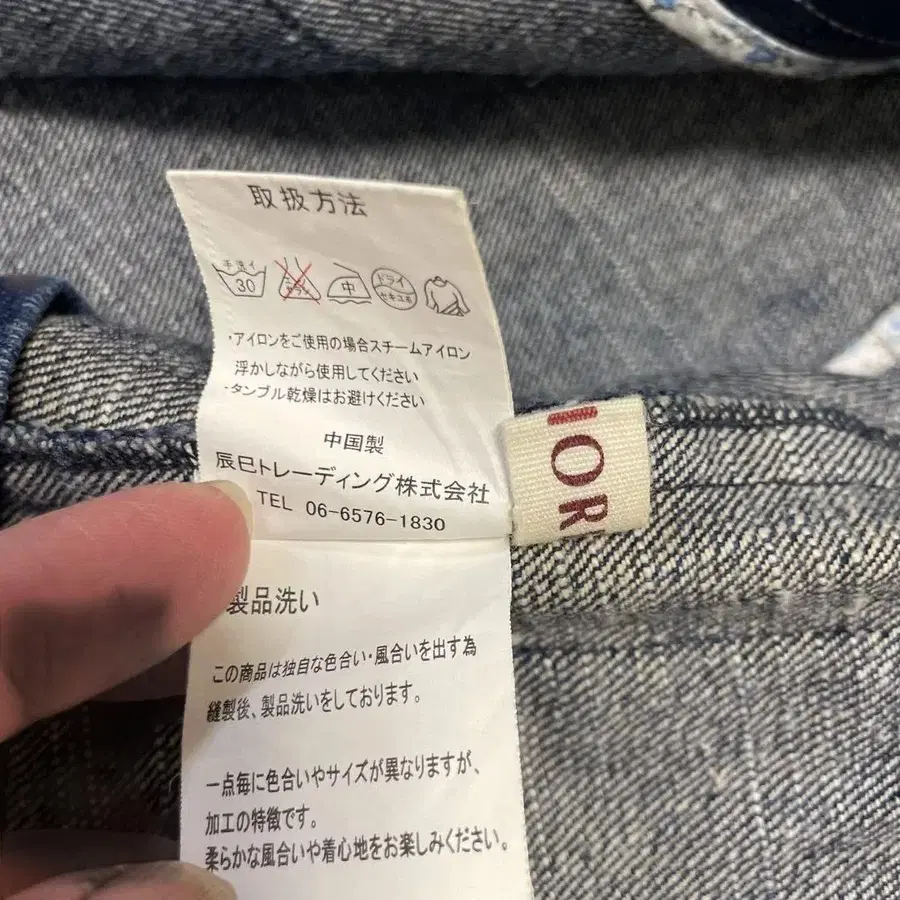 取扱方法
手洗イ
30
中
ドライ
セキユ系
・アイロンをご使用の場合スチームアイロン
浮かしながら使用してください
・タンブル乾燥はお避けください
中国製
辰巳トレーディング株式会社
TEL 06-6576-1830
製品洗い
この商品は独自な色合い・風合いを出す為
縫製後、製品洗いをしております。
一点毎に色合いやサイズが異なりますが、
加工の特徴です。
柔らかな風合いや着心地をお楽しみください。